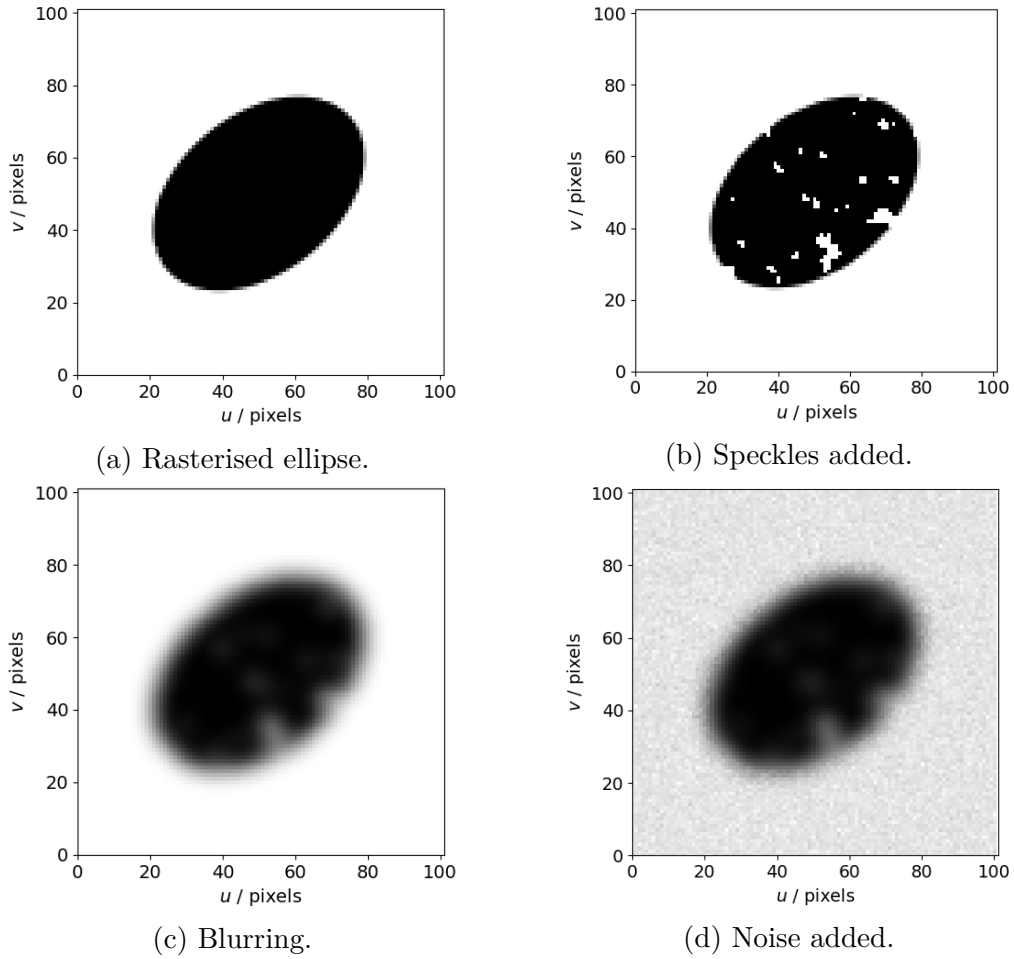 100
80
60
40
20
0
v / pixels
0 20 40 60 80 100
u / pixels
(a) Rasterised ellipse.
100
80
60
40
20
0
v / pixels
0 20 40 60 80 100
u / pixels
(b) Speckles added.
100
80
60
40
20
0
v / pixels
0 20 40 60 80 100
u / pixels
(c) Blurring.
100
80
60
40
20
0
v / pixels
0 20 40 60 80 100
u / pixels
(d) Noise added.